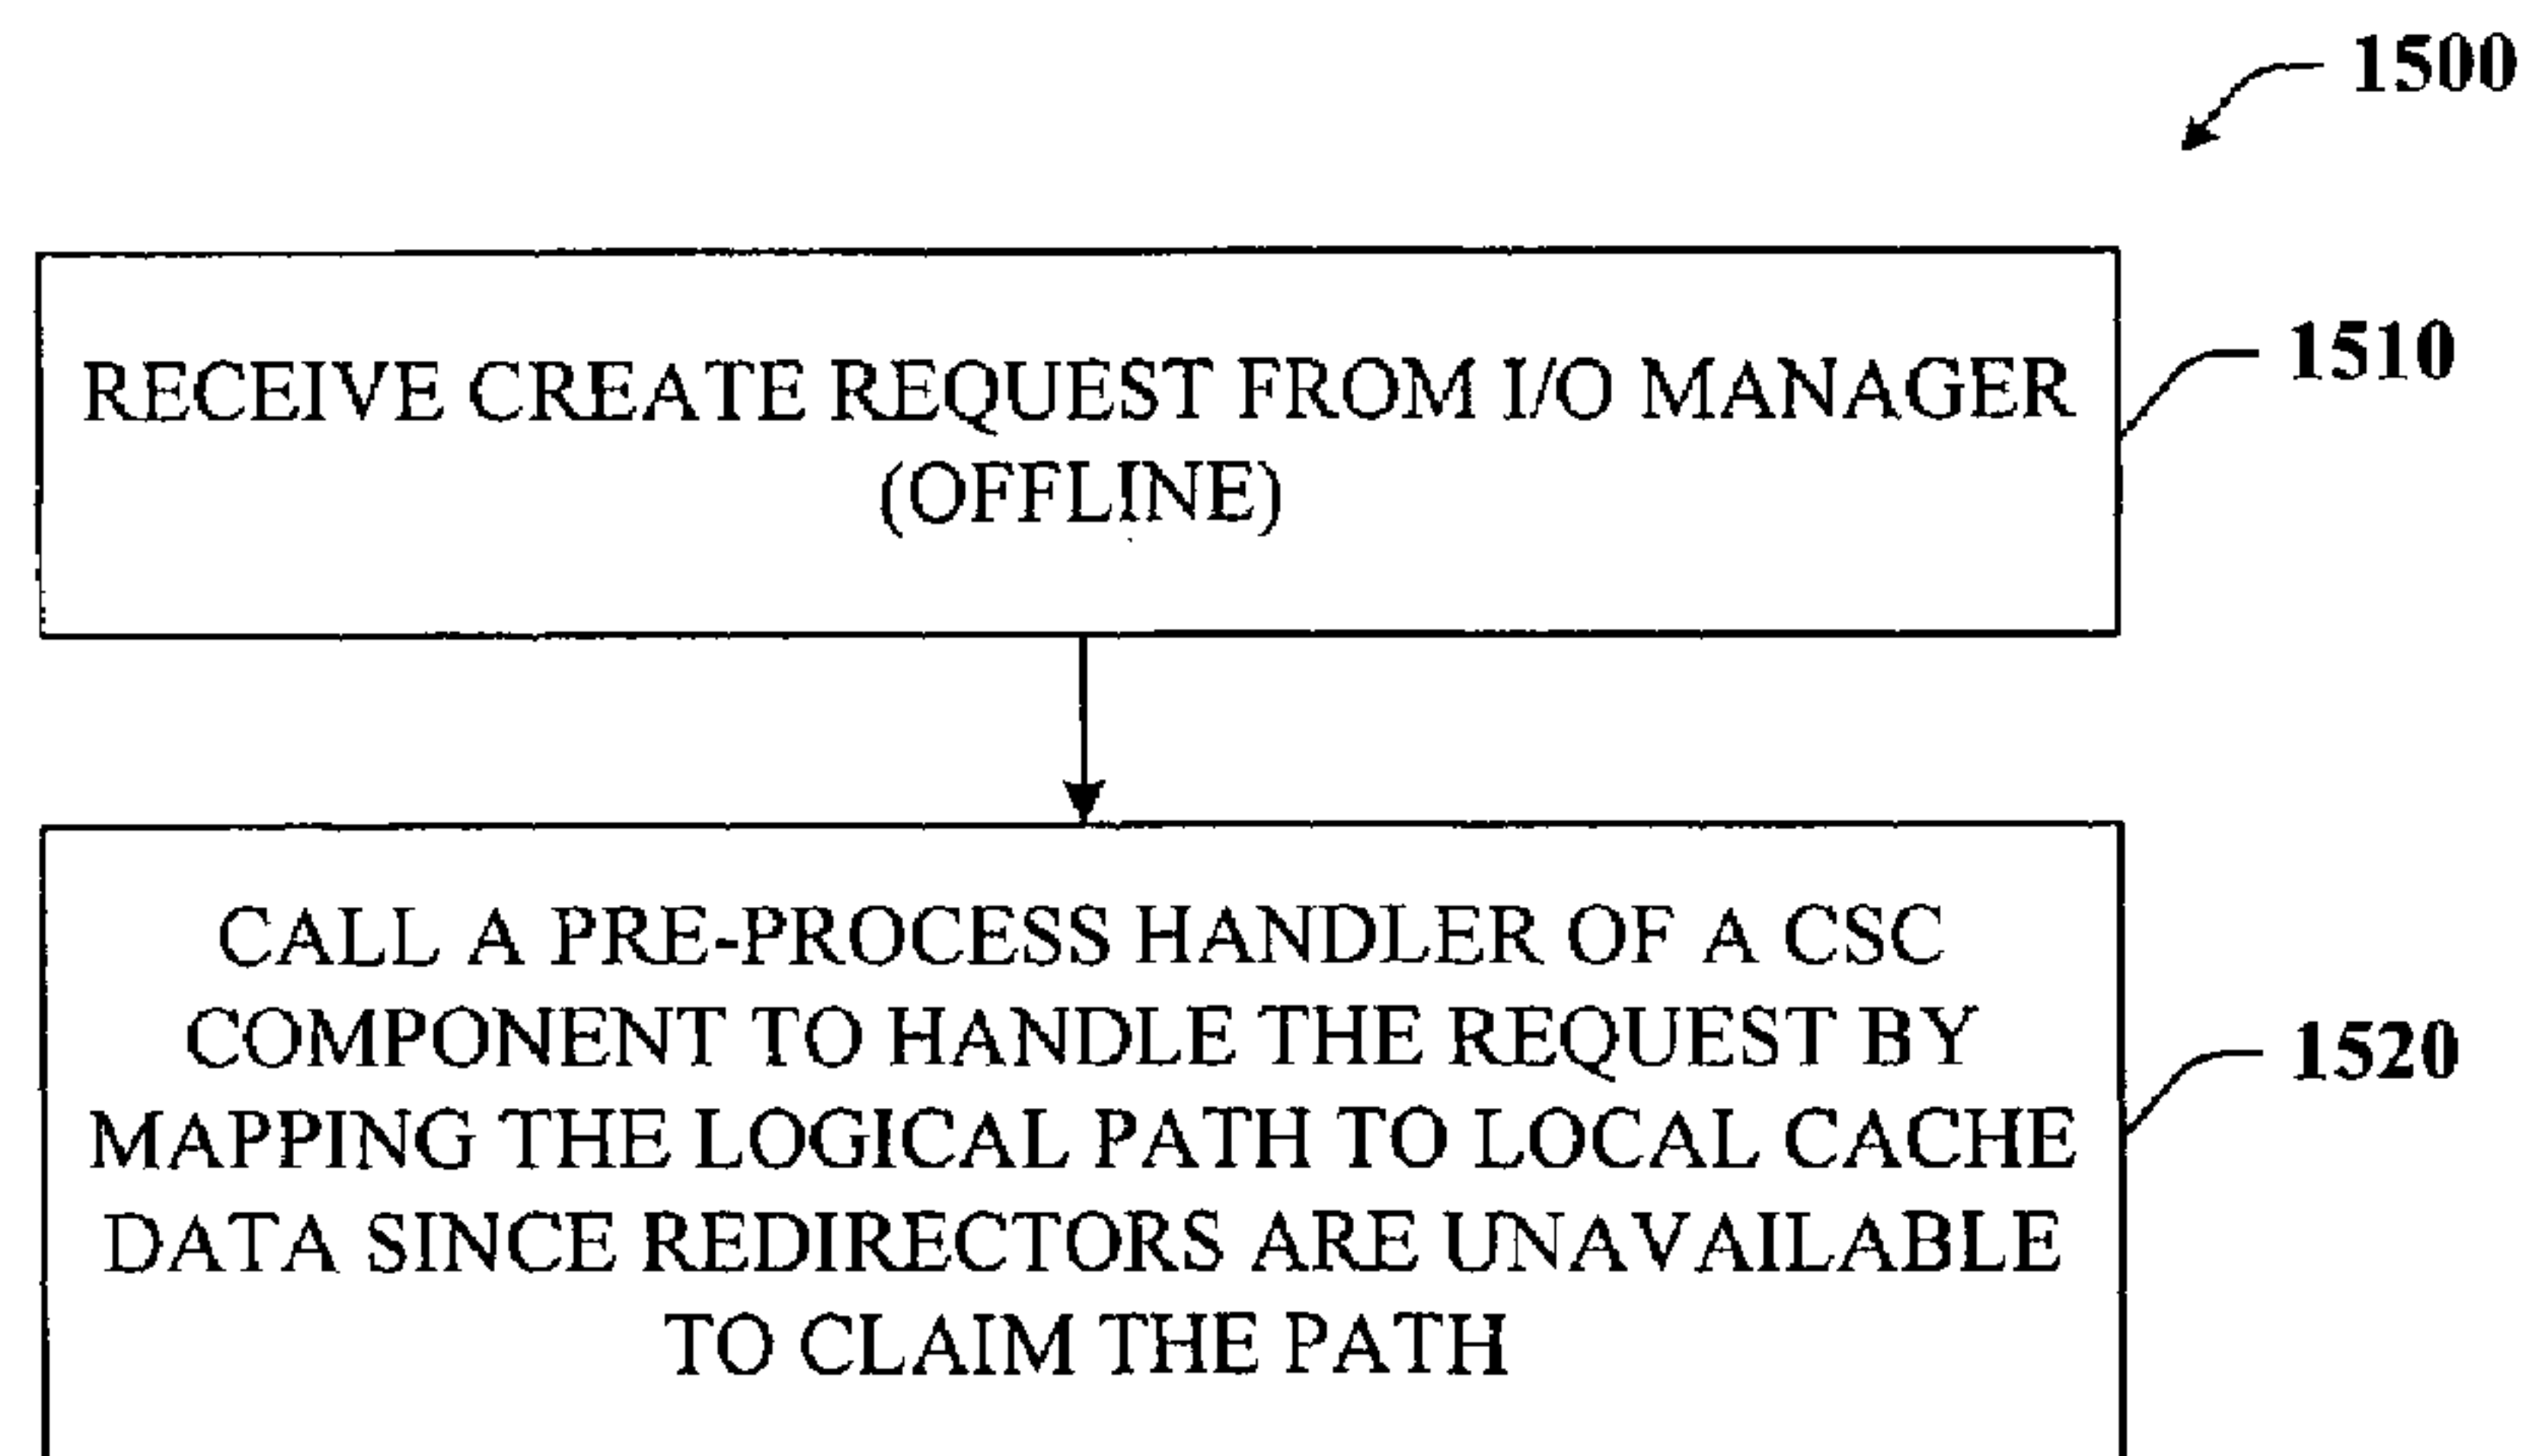 1500
RECEIVE CREATE REQUEST FROM I/O MANAGER
(OFFLINE)
1510
CALL A PRE-PROCESS HANDLER OF A CSC
COMPONENT TO HANDLE THE REQUEST BY
MAPPING THE LOGICAL PATH TO LOCAL CACHE
DATA SINCE REDIRECTORS ARE UNAVAILABLE
TO CLAIM THE PATH
1520